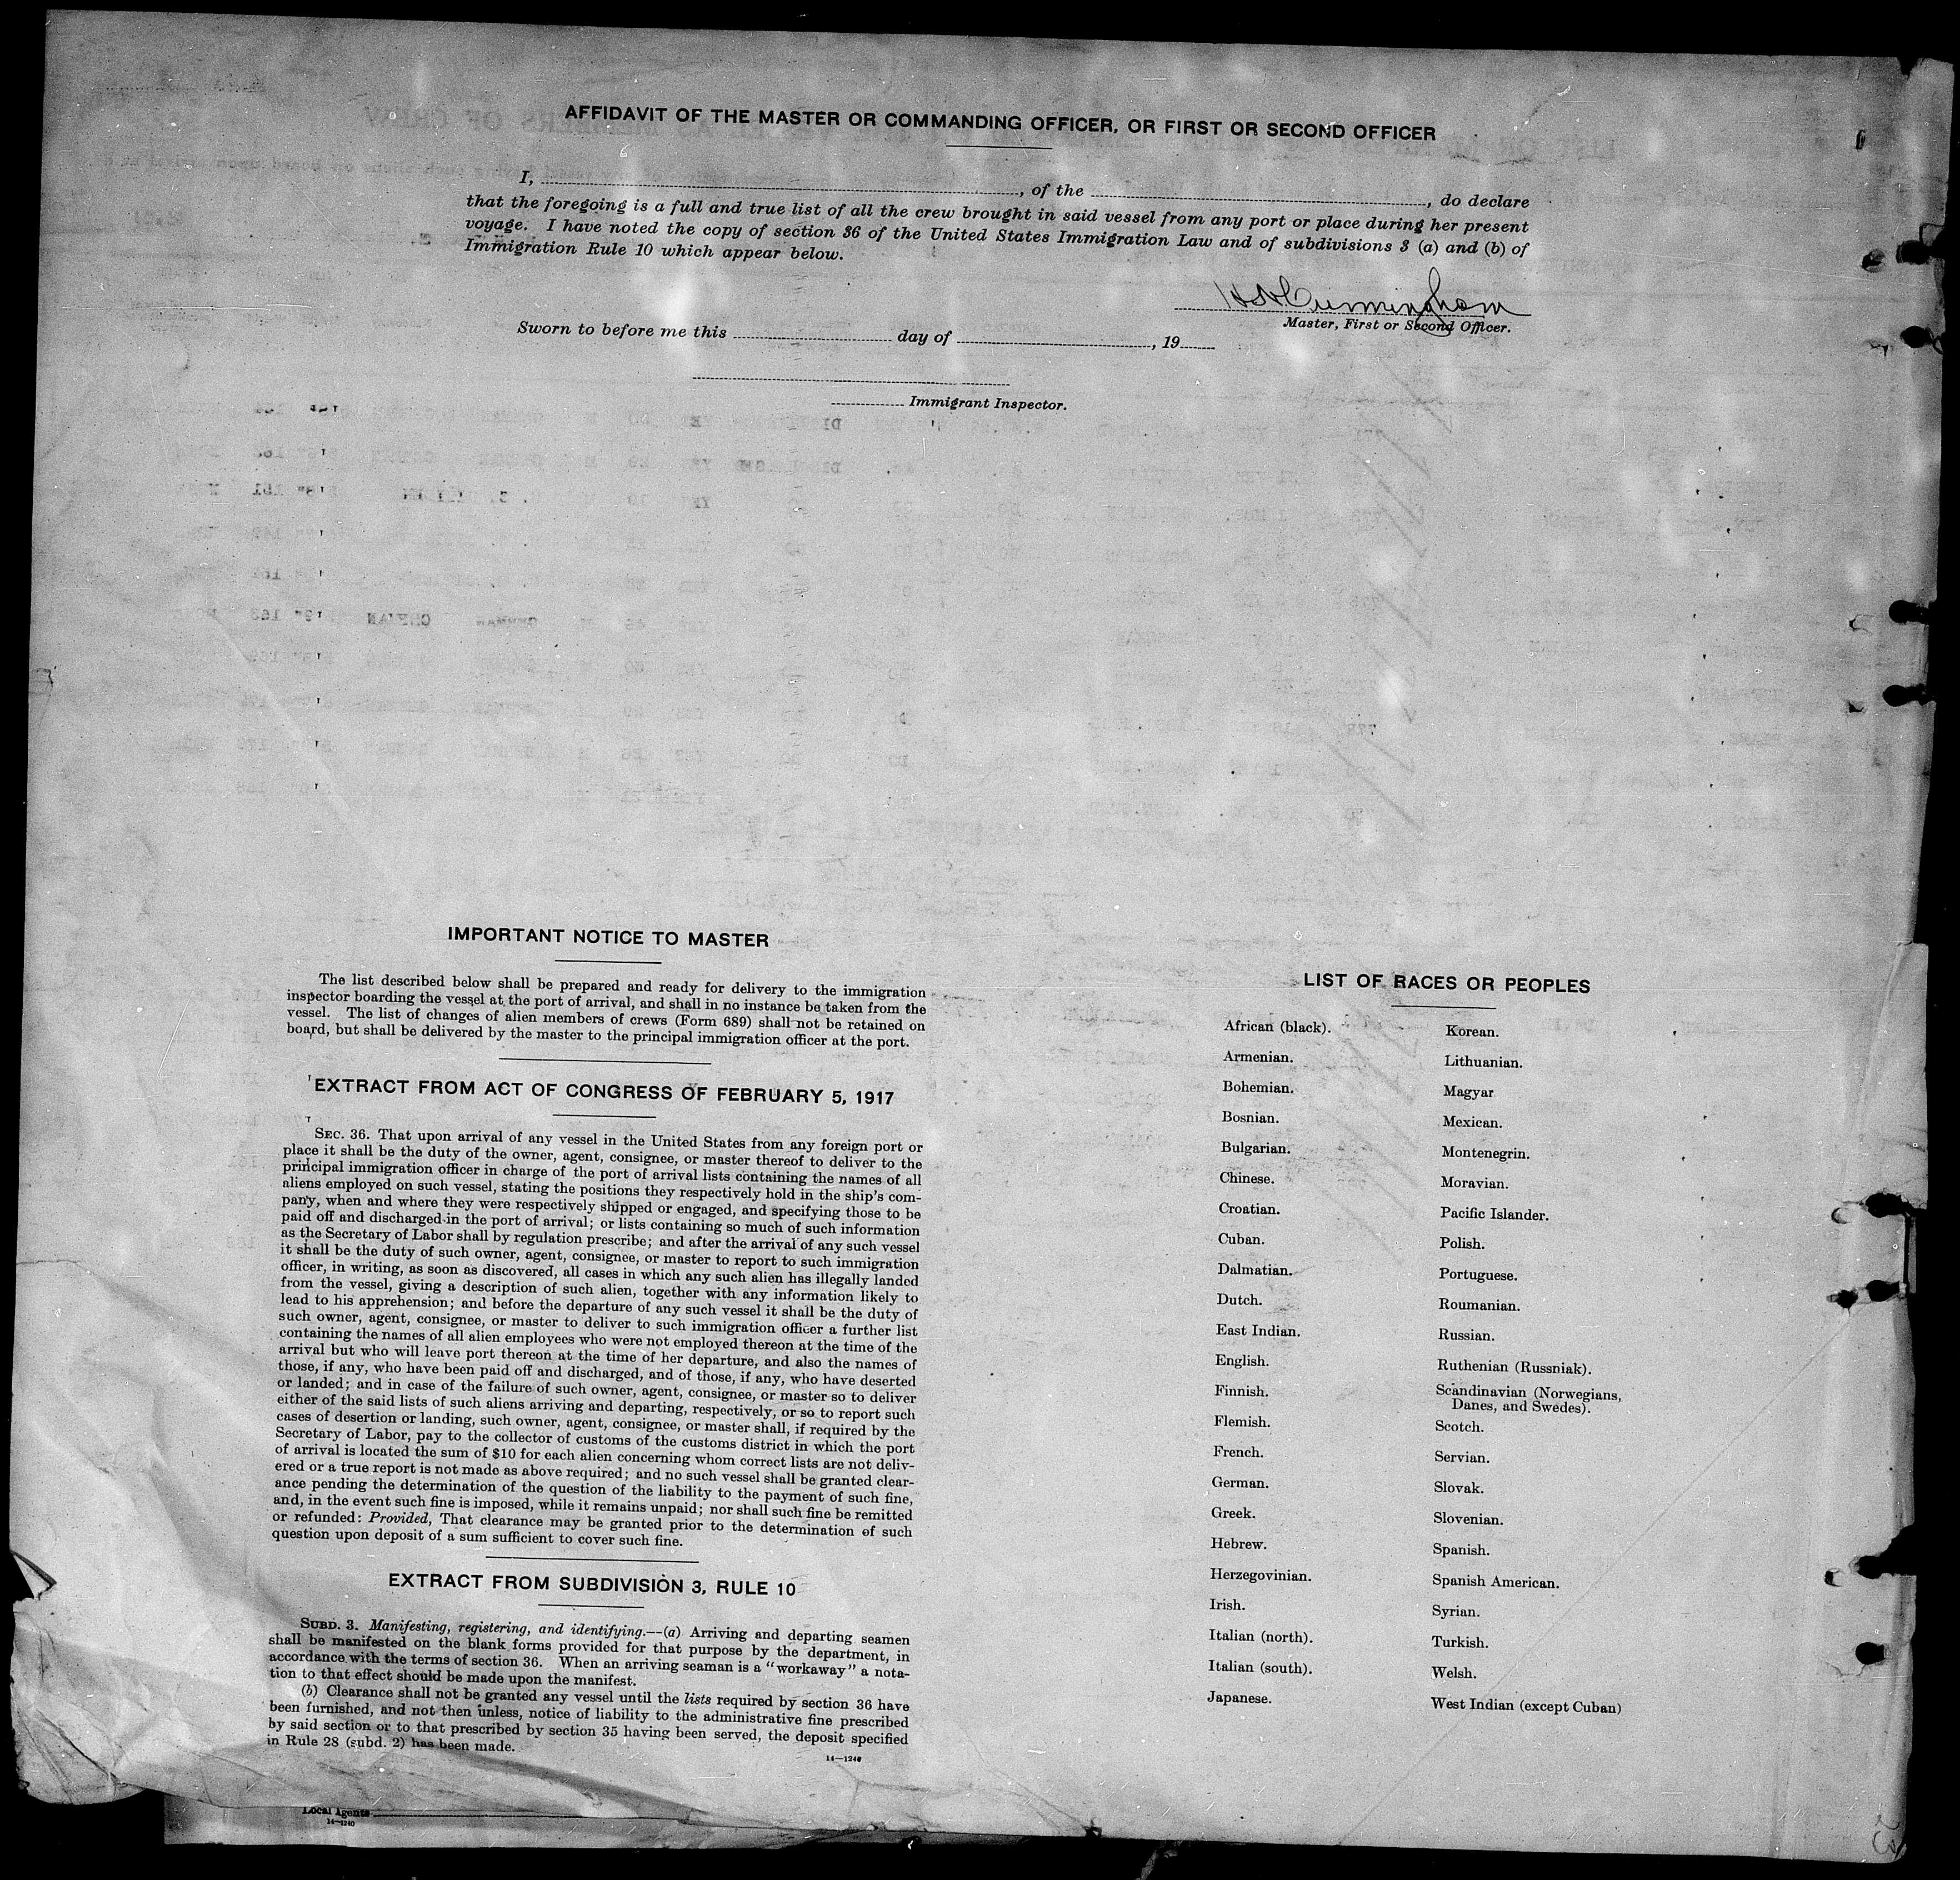 AFFIDAVIT OF THE MASTER OR COMMANDING OFFICER, OR FIRST OR SECOND OFFICER
I, , of the , do declare
that the foregoing is a full and true list of all the crew brought in said vessel from any port or place during her present
voyage. I have noted the copy of section 36 of the United States Immigration Law and of subdivisions 3 (a) and (b) of
Immigration Rule 10 which appear below.
Cunningham
Master, First or Second Officer.
Sworn to before me this day of , 19
Immigrant Inspector.
IMPORTANT NOTICE TO MASTER
The list described below shall be prepared and ready for delivery to the immigration
inspector boarding the vessel at the port of arrival, and shall in no instance be taken from the
vessel. The list of changes of alien members of crews (Form 689) shall not be retained on
board, but shall be delivered by the master to the principal immigration officer at the port.
EXTRACT FROM ACT OF CONGRESS OF FEBRUARY 5, 1917
SEC. 36. That upon arrival of any vessel in the United States from any foreign port or
place it shall be the duty of the owner, agent, consignee, or master thereof to deliver to the
principal immigration officer in charge of the port of arrival lists containing the names of all
aliens employed on such vessel, stating the positions they respectively hold in the ship's com-
pany, when and where they were respectively shipped or engaged, and specifying those to be
paid off and discharged in the port of arrival; or lists containing so much of such information
as the Secretary of Labor shall by regulation prescribe; and after the arrival of any such vessel
it shall be the duty of such owner, agent, consignee, or master to report to such immigration
officer, in writing, as soon as discovered, all cases in which any such alien has illegally landed
from the vessel, giving a description of such alien, together with any information likely to
lead to his apprehension; and before the departure of any such vessel it shall be the duty of
such owner, agent, consignee, or master to deliver to such immigration officer a further list
containing the names of all alien employees who were not employed thereon at the time of the
arrival but who will leave port thereon at the time of her departure, and also the names of
those, if any, who have been paid off and discharged, and of those, if any, who have deserted
or landed; and in case of the failure of such owner, agent, consignee, or master so to deliver
either of the said lists of such aliens arriving and departing, respectively, or so to report such
cases of desertion or landing, such owner, agent, consignee, or master shall, if required by the
Secretary of Labor, pay to the collector of customs of the customs district in which the port
of arrival is located the sum of $10 for each alien concerning whom correct lists are not deliv-
ered or a true report is not made as above required; and no such vessel shall be granted clear-
ance pending the determination of the question of the liability to the payment of such fine,
and, in the event such fine is imposed, while it remains unpaid; nor shall such fine be remitted
or refunded: Provided, That clearance may be granted prior to the determination of such
question upon deposit of a sum sufficient to cover such fine.
EXTRACT FROM SUBDIVISION 3, RULE 10
SUBD. 3. Manifesting, registering, and identifying.—(a) Arriving and departing seamen
shall be manifested on the blank forms provided for that purpose by the department, in
accordance with the terms of section 36. When an arriving seaman is a "workaway" a nota-
tion to that effect should be made upon the manifest.
(b) Clearance shall not be granted any vessel until the lists required by section 36 have
been furnished, and not then unless, notice of liability to the administrative fine prescribed
by said section or to that prescribed by section 35 having been served, the deposit specified
in Rule 28 (subd. 2) has been made.
14—1240
LIST OF RACES OR PEOPLES
African (black).
Armenian.
Bohemian.
Bosnian.
Bulgarian.
Chinese.
Croatian.
Cuban.
Dalmatian.
Dutch.
East Indian.
English.
Finnish.
Flemish.
French.
German.
Greek.
Hebrew.
Herzegovinian.
Irish.
Italian (north).
Italian (south).
Japanese.
Korean.
Lithuanian.
Magyar
Mexican.
Montenegrin.
Moravian.
Pacific Islander.
Polish.
Portuguese.
Roumanian.
Russian.
Ruthenian (Russniak).
Scandinavian (Norwegians,
Danes, and Swedes).
Scotch.
Servian.
Slovak.
Slovenian.
Spanish.
Spanish American.
Syrian.
Turkish.
Welsh.
West Indian (except Cuban)
Local Agents
14—1240